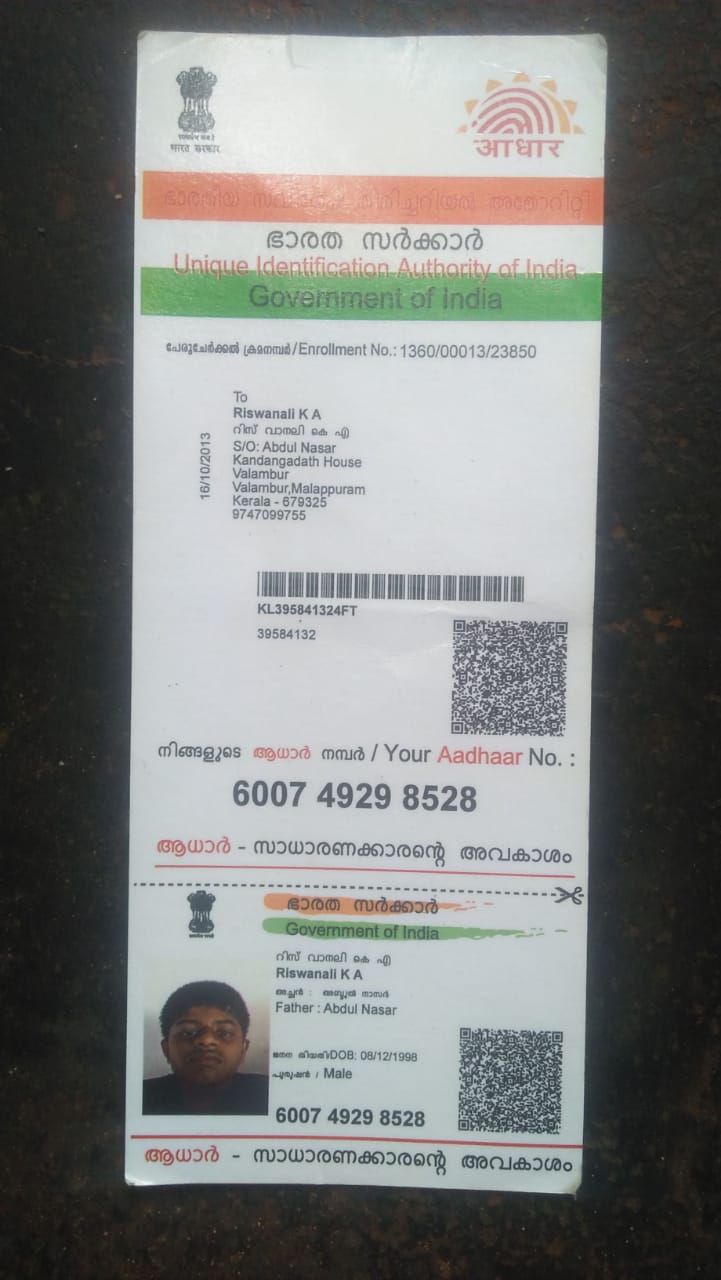 भारत सरकार
आधार
ഭാരതീയ സവിശേഷ തിരിച്ചറിയൽ അതോറിറ്റി
ഭാരത സർക്കാർ
Unique Identification Authority of India
Government of India
പേരുചേർക്കൽ ക്രമനമ്പർ/Enrollment No.: 1360/00013/23850
16/10/2013
To
Riswanali K A
റിസ് വാനലി കെ എ
S/O: Abdul Nasar
Kandangadath House
Valambur
Valambur,Malappuram
Kerala - 679325
9747099755
KL395841324FT
39584132
നിങ്ങളുടെ ആധാർ നമ്പർ / Your Aadhaar No. :
6007 4929 8528
ആധാർ - സാധാരണക്കാരന്റെ അവകാശം
ഭാരത സർക്കാർ
Government of India
റിസ് വാനലി കെ എ
Riswanali K A
അച്ഛൻ : അബ്ദുൽ നാസർ
Father : Abdul Nasar
ജനന തിയതി/DOB: 08/12/1998
പുരുഷൻ / Male
6007 4929 8528
ആധാർ - സാധാരണക്കാരന്റെ അവകാശം